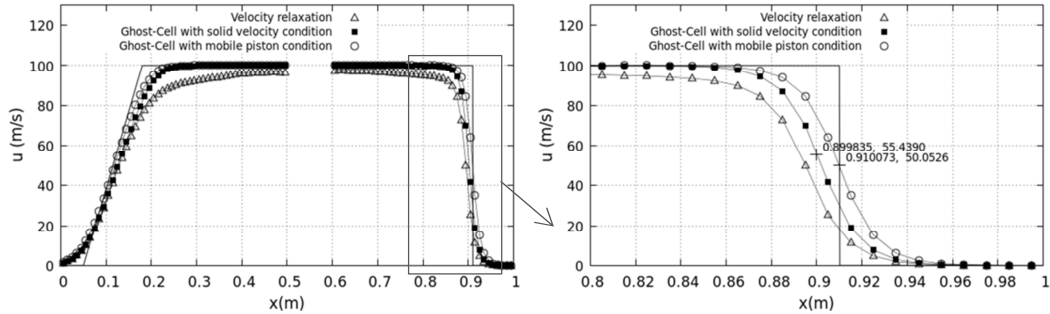 120
100
80
60
40
20
0
u (m/s)
Velocity relaxation
Ghost-Cell with solid velocity condition
Ghost-Cell with mobile piston condition
0.0 0.1 0.2 0.3 0.4 0.5 0.6 0.7 0.8 0.9 1
x(m)
120
100
80
60
40
20
0
u (m/s)
Velocity relaxation
Ghost-Cell with solid velocity condition
Ghost-Cell with mobile piston condition
0.899835, 55.4390
0.910073, 50.0526
0.8 0.82 0.84 0.86 0.88 0.9 0.92 0.94 0.96 0.98 1
x(m)